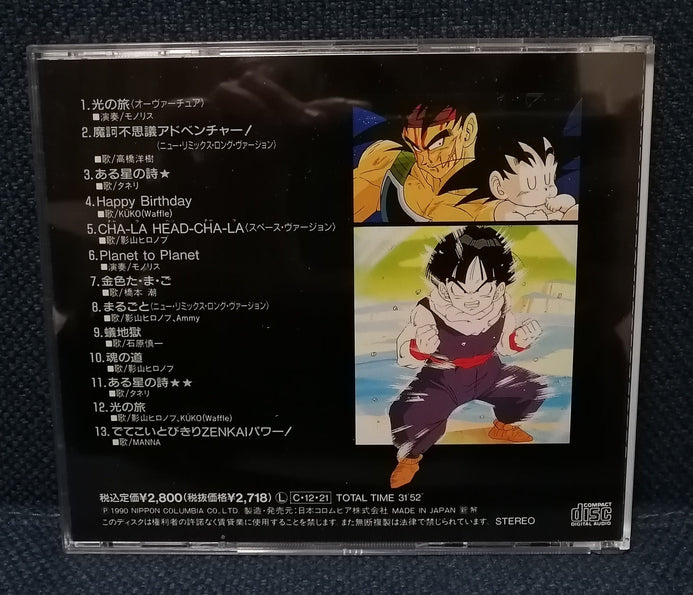 1.光の旅〈オーヴァーチュア〉
■演奏/モノリス
2.魔訶不思議アドベンチャー!
〈ニュー・リミックス・ロング・ヴァージョン〉
■歌/高橋洋樹
3.ある星の詩★
■歌/タネリ
4.Happy Birthday
■歌/KŪKO(Waffle)
5.CHA-LA HEAD-CHA-LA〈スペース・ヴァージョン〉
■歌/影山ヒロノブ
6.Planet to Planet
■演奏/モノリス
7.金色た・ま・ご
■歌/橋本 潮
8.まるごと〈ニュー・リミックス・ロング・ヴァージョン〉
■歌/影山ヒロノブ、Ammy
9.蟻地獄
■歌/石原慎一
10.魂の道
■歌/影山ヒロノブ
11.ある星の詩★★
■歌/タネリ
12.光の旅
■歌/影山ヒロノブ、KŪKO(Waffle)
13.でてこいとびきりZENKAIパワー!
■歌/MANNA
税込定価¥2,800(税抜価格¥2,718) Ⓛ C・12・21 TOTAL TIME 31'52"
Ⓟ 1990 NIPPON COLUMBIA CO., LTD. 製造・発売元:日本コロムビア株式会社 MADE IN JAPAN
このディスクは権利者の許諾なく賃貸業に使用することを禁じます。また無断複製は法律で禁じられています。 STEREO
COMPACT
disc
DIGITAL AUDIO